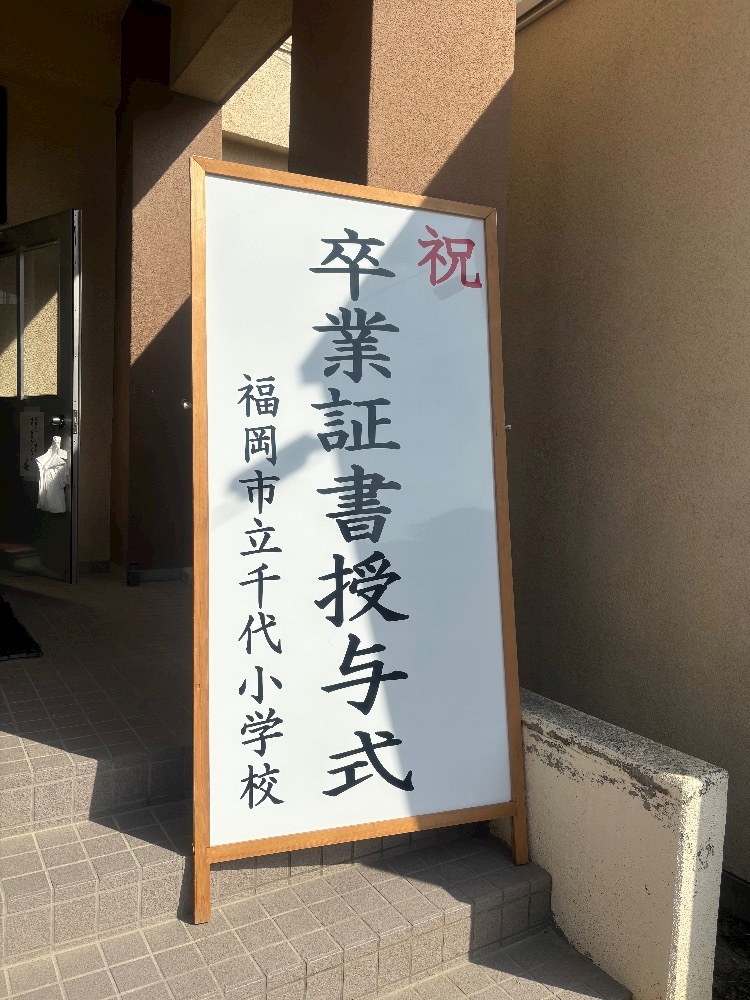 祝
卒業証書授与式
福岡市立千代小学校